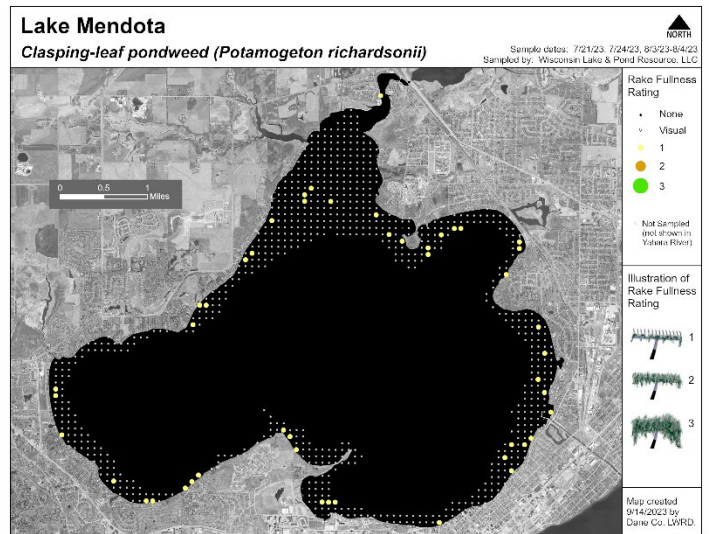 Lake Mendota
Clasping-leaf pondweed (Potamogeton richardsonii)
NORTH
Sample dates: 7/21/23, 7/24/23, 8/3/23-8/4/23
Sampled by: Wisconsin Lake & Pond Resource, LLC
0 0.5 1
Miles
Rake Fullness
Rating
None
Visual
1
2
3
Not Sampled
(not shown in
Yahara River)
Illustration of
Rake Fullness
Rating
1
2
3
Map created
9/14/2023 by
Dane Co. LWRD.